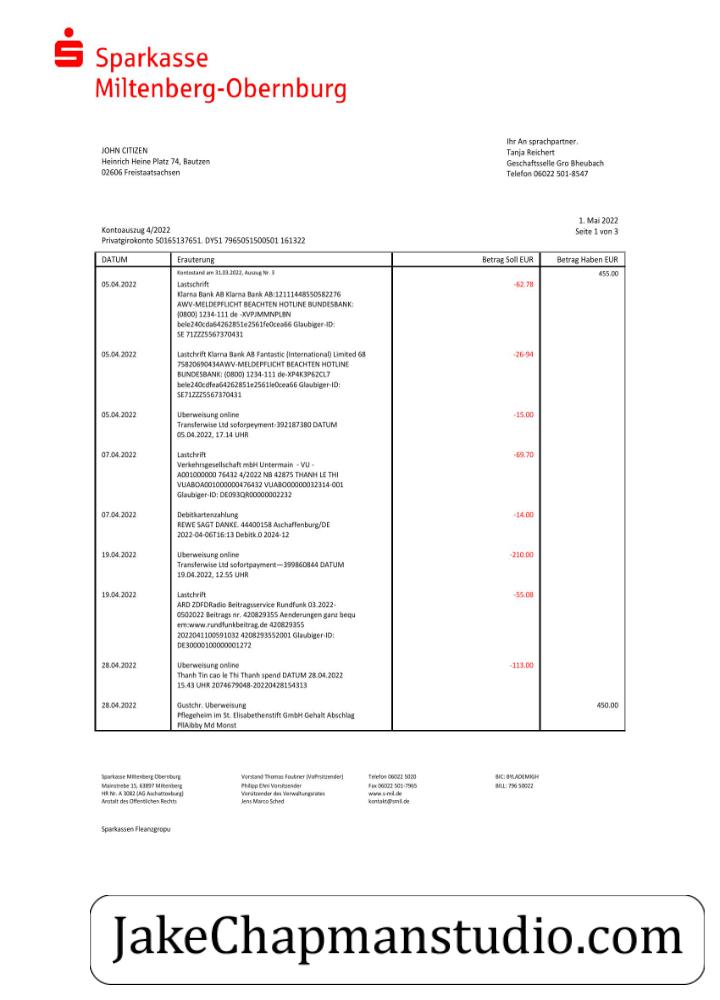 Sparkasse
Miltenberg-Obernburg
JOHN CITIZEN
Heinrich Heine Platz 74, Bautzen
02606 Freistaatsachsen
Ihr An sprachpartner.
Tanja Reichert
Geschaftsselle Gro Bheubach
Telefon 06022 501-8547
1. Mai 2022
Seite 1 von 3
Kontoauszug 4/2022
Privatgirokonto 50165137651. DY51 7965051500501 161322
DATUM Erauterung Betrag Soll EUR Betrag Haben EUR
Kontostand am 31.03.2022, Auszug Nr. 3 455.00
05.04.2022 Lastschrift -62.78
Klarna Bank AB Klarna Bank AB:12111448550582276
AWV-MELDEPFLICHT BEACHTEN HOTLINE BUNDESBANK:
(0800) 1234-111 de -XVPJMMNPLBN
bele240cda64262851e2561fe0cea66 Glaubiger-ID:
SE 71ZZZ5567370431
05.04.2022 Lastchrift Klarna Bank AB Fantastic (International) Limited 68 -26-94
75820690434AWV-MELDEPFLICHT BEACHTEN HOTLINE
BUNDESBANK: (0800) 1234-111 de-XP4K3P62CL7
bele240cdfea64262851e2561le0cea66 Glaubiger-ID:
SE71ZZZ5567370431
05.04.2022 Uberweisung online -15.00
Transferwise Ltd soforpeyment-392187380 DATUM
05.04.2022, 17.14 UHR
07.04.2022 Lastchrift -69.70
Verkehrsgesellschaft mbH Untermain - VU -
A001000000 76432 4/2022 NB 42875 THANH LE THI
VUABOA001000000476432 VUABO00000032314-001
Glaubiger-ID: DE093QR00000002232
07.04.2022 Debitkartenzahlung -14.00
REWE SAGT DANKE. 44400158 Aschaffenburg/DE
2022-04-06T16:13 Debitk.0 2024-12
19.04.2022 Uberweisung online -210.00
Transferwise Ltd sofortpayment—399860844 DATUM
19.04.2022, 12.55 UHR
19.04.2022 Lastchrift -55.08
ARD ZDFDRadio Beitragsservice Rundfunk 03.2022-
0502022 Beitrags nr. 420829355 Aenderungen ganz bequ
em:www.rundfunkbeitrag.de 420829355
2022041100591032 4208293552001 Glaubiger-ID:
DE30000100000001272
28.04.2022 Uberweisung online -113.00
Thanh Tin cao le Thi Thanh spend DATUM 28.04.2022
15.43 UHR 2074679048-20220428154313
28.04.2022 Gustchr. Uberweisung 450.00
Pflegeheim im St. Elisabethenstift GmbH Gehalt Abschlag
PllAibby Md Monst
Sparkasse Miltenberg Obernburg
Mainstrebe 15, 63897 Miltenberg
HR Nr. A 3082 (AG Aschattexburg)
Anstalt des Offentlichen Rechts
Vorstand Thomas Foubner (VoPrsitzender)
Philipp Ehni Vorsitzender
Vorsitzender des Verwaltungsrates
Jens Marco Sched
Telefon 06022 5020
Fax 06022 501-7965
www.s-mil.de
kontakt@smil.de
BIC: BYLADEMIGH
BILL: 796 50022
Sparkassen Fleanzgropu
JakeChapmanstudio.com